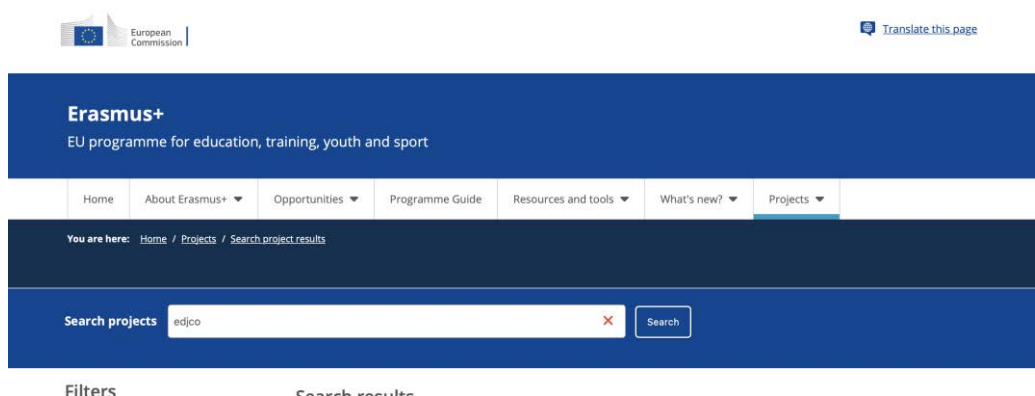 European
Commission
Translate this page
Erasmus+
EU programme for education, training, youth and sport
Home About Erasmus+ Opportunities Programme Guide Resources and tools What's new? Projects
You are here: Home / Projects / Search project results
Search projects edjco Search
Filters Search results